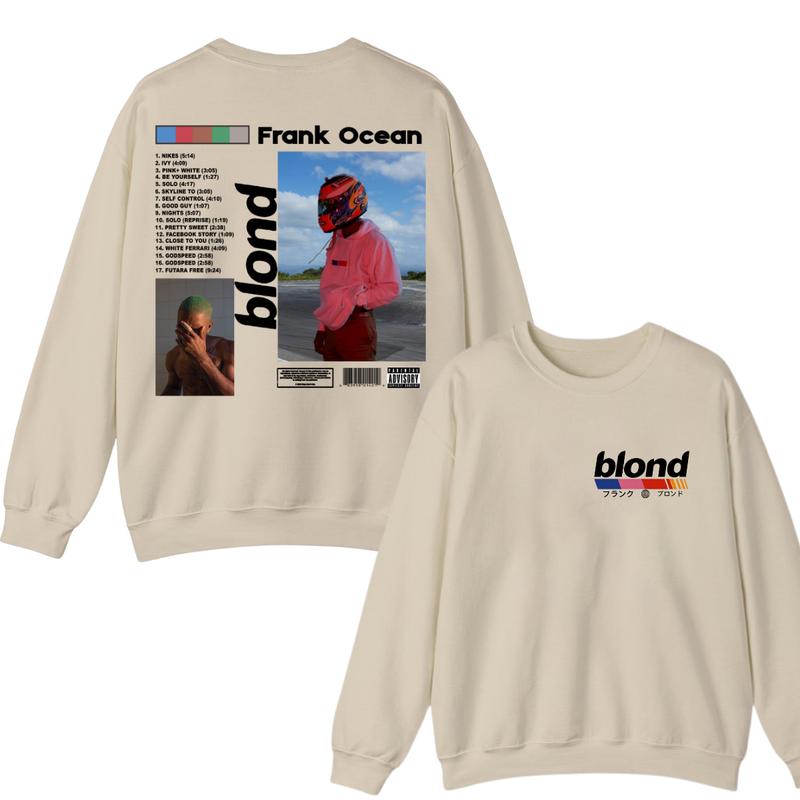 Frank Ocean
1. NIKES (5:14)
2. IVY (4:09)
3. PINK+ WHITE (3:05)
4. BE YOURSELF (1:27)
5. SOLO (4:17)
6. SKYLINE TO (3:05)
7. SELF CONTROL (4:10)
8. GOOD GUY (1:07)
9. NIGHTS (5:07)
10. SOLO (REPRISE) (1:19)
11. PRETTY SWEET (2:38)
12. FACEBOOK STORY (1:09)
13. CLOSE TO YOU (1:26)
14. WHITE FERRARI (4:09)
15. GODSPEED (2:58)
16. GODSPEED (2:58)
17. FUTARA FREE (9:24)
blond
PARENTAL
ADVISORY
EXPLICIT CONTENT
blond
フランク ブロンド